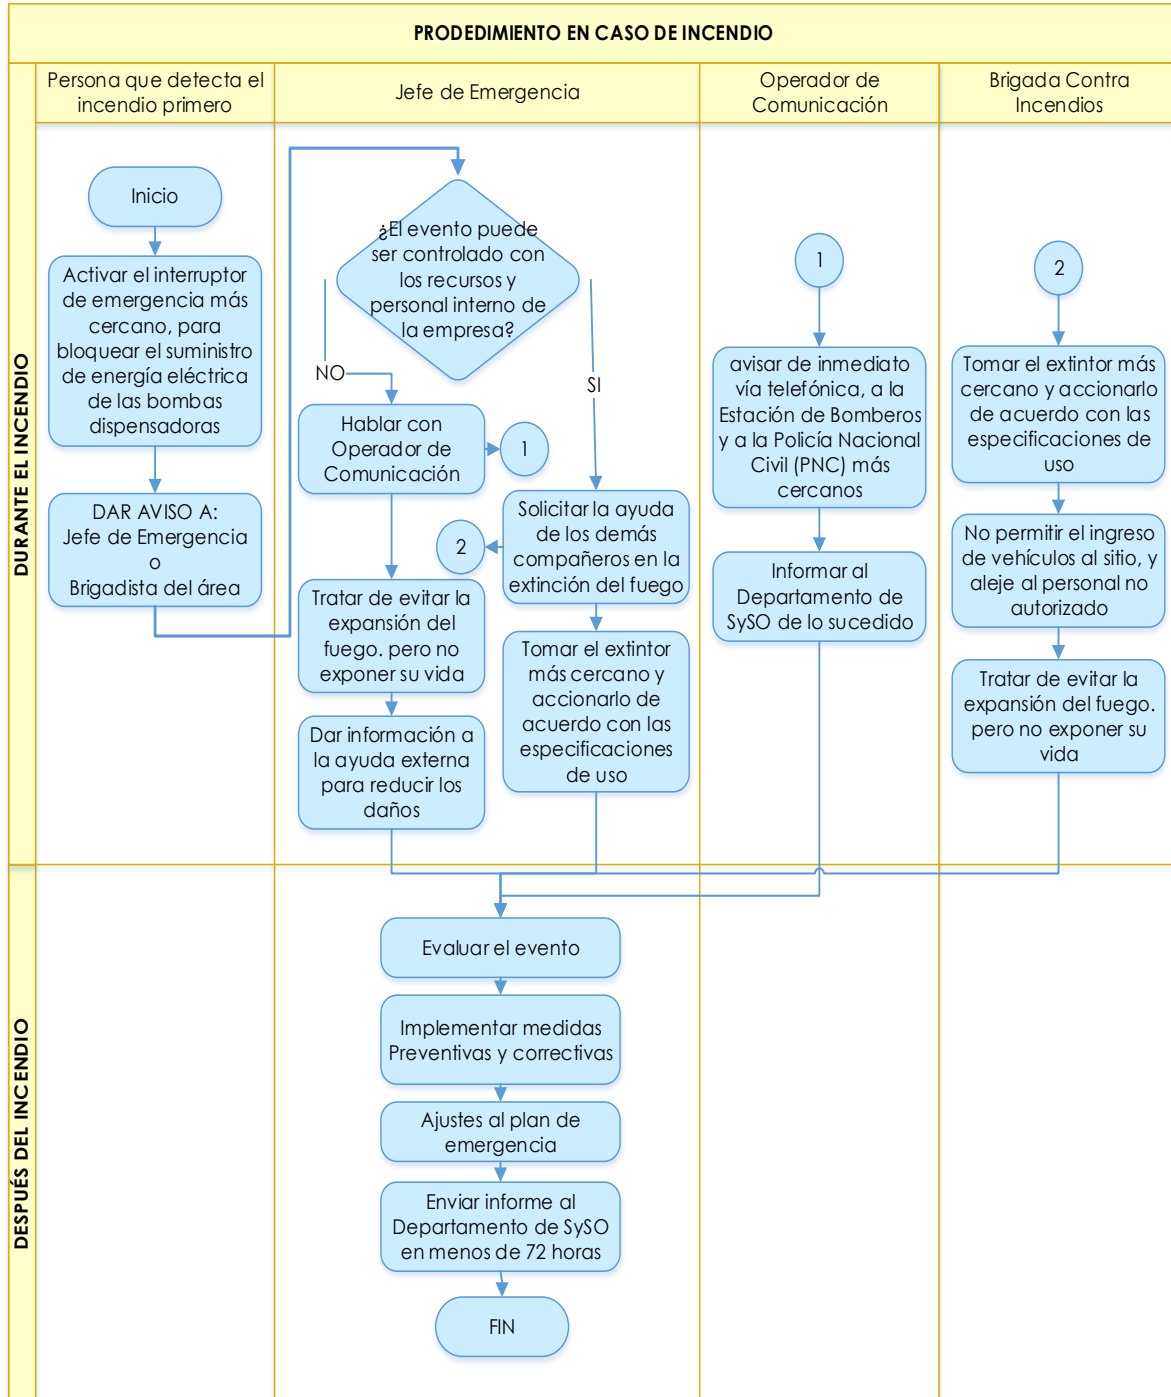 PRODEDIMIENTO EN CASO DE INCENDIO
Persona que detecta el
incendio primero
Jefe de Emergencia
Operador de
Comunicación
Brigada Contra
Incendios
DURANTE EL INCENDIO
Inicio
Activar el interruptor
de emergencia más
cercano, para
bloquear el suministro
de energía eléctrica
de las bombas
dispensadoras
DAR AVISO A:
Jefe de Emergencia
o
Brigadista del área
¿El evento puede
ser controlado con
los recursos y
personal interno de
la empresa?
NO
SI
Hablar con
Operador de
Comunicación
1
Solicitar la ayuda
de los demás
compañeros en la
extinción del fuego
2
Tratar de evitar la
expansión del
fuego. pero no
exponer su vida
Tomar el extintor
más cercano y
accionarlo de
acuerdo con las
especificaciones
de uso
Dar información a
la ayuda externa
para reducir los
daños
1
avisar de inmediato
vía telefónica, a la
Estación de Bomberos
y a la Policía Nacional
Civil (PNC) más
cercanos
Informar al
Departamento de
SySO de lo sucedido
2
Tomar el extintor más
cercano y accionarlo
de acuerdo con las
especificaciones de
uso
No permitir el ingreso
de vehículos al sitio, y
aleje al personal no
autorizado
Tratar de evitar la
expansión del fuego.
pero no exponer su
vida
DESPUÉS DEL INCENDIO
Evaluar el evento
Implementar medidas
Preventivas y correctivas
Ajustes al plan de
emergencia
Enviar informe al
Departamento de SySO
en menos de 72 horas
FIN